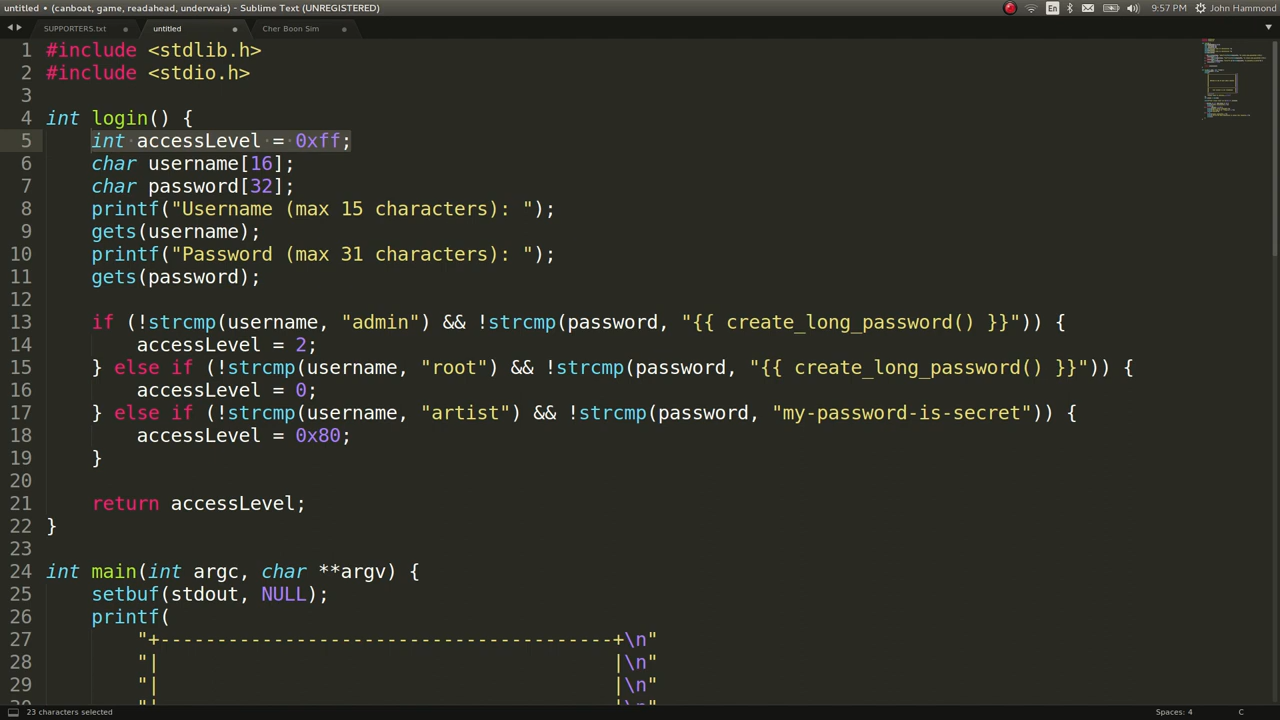 untitled • (canboat, game, readahead, underwais) - Sublime Text (UNREGISTERED)
En 9:57 PM John Hammond
SUPPORTERS.txt untitled Cher Boon Sim
1 #include <stdlib.h>
2 #include <stdio.h>
3
4 int login() {
5     int accessLevel = 0xff;
6     char username[16];
7     char password[32];
8     printf("Username (max 15 characters): ");
9     gets(username);
10     printf("Password (max 31 characters): ");
11     gets(password);
12
13     if (!strcmp(username, "admin") && !strcmp(password, "{{ create_long_password() }}")) {
14         accessLevel = 2;
15     } else if (!strcmp(username, "root") && !strcmp(password, "{{ create_long_password() }}")) {
16         accessLevel = 0;
17     } else if (!strcmp(username, "artist") && !strcmp(password, "my-password-is-secret")) {
18         accessLevel = 0x80;
19     }
20
21     return accessLevel;
22 }
23
24 int main(int argc, char **argv) {
25     setbuf(stdout, NULL);
26     printf(
27         "+----------------------------------------+\n"
28         "|                                        |\n"
29         "|                                        |\n"
23 characters selected Spaces: 4 C